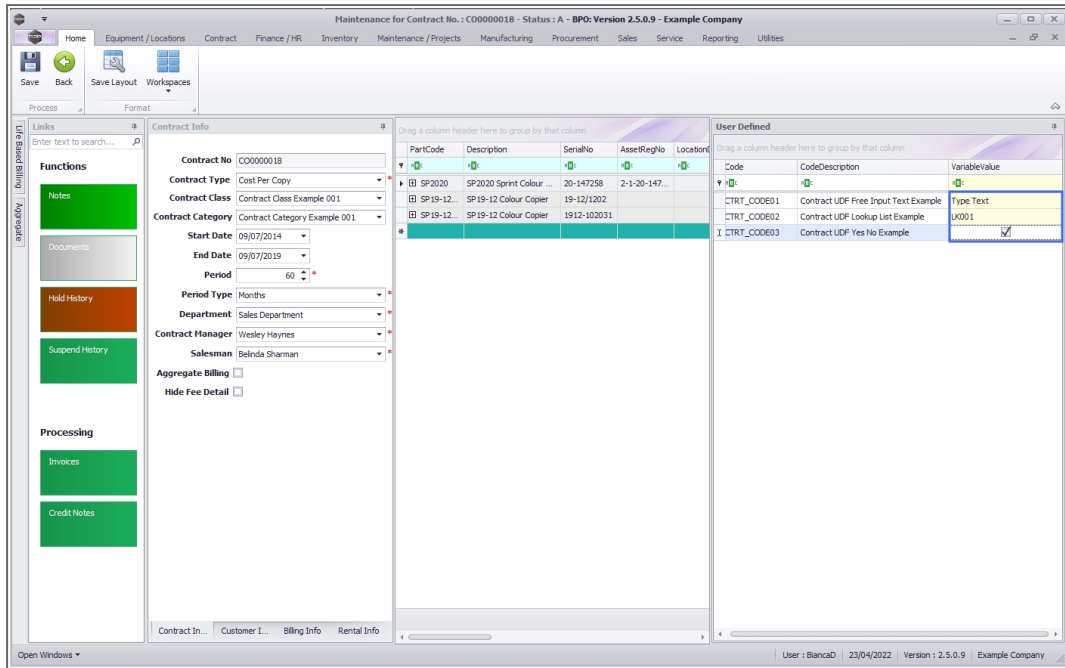 Maintenance for Contract No. : CO0000018 - Status : A - BPO: Version 2.5.0.9 - Example Company
Home Equipment / Locations Contract Finance / HR Inventory Maintenance / Projects Manufacturing Procurement Sales Service Reporting Utilities
Save Back Save Layout Workspaces
Process Format
Life Based Billing
Aggregate
Links
Enter text to search...
Functions
Notes
Documents
Hold History
Suspend History
Processing
Invoices
Credit Notes
Contract Info
Contract No CO0000018
Contract Type Cost Per Copy *
Contract Class Contract Class Example 001
Contract Category Contract Category Example 001
Start Date 09/07/2014
End Date 09/07/2019
Period 60 *
Period Type Months *
Department Sales Department *
Contract Manager Wesley Haynes *
Salesman Belinda Sharman *
Aggregate Billing
Hide Fee Detail
Contract In... Customer I... Billing Info Rental Info
Drag a column header here to group by that column
PartCode Description SerialNo AssetRegNo LocationD
SP2020 SP2020 Sprint Colour ... 20-147258 2-1-20-147...
SP19-12... SP19-12 Colour Copier 19-12/1202
SP19-12... SP19-12 Colour Copier 1912-102031
User Defined
Drag a column header here to group by that column
Code CodeDescription VariableValue
CTRT_CODE01 Contract UDF Free Input Text Example Type Text
CTRT_CODE02 Contract UDF Lookup List Example LK001
CTRT_CODE03 Contract UDF Yes No Example
Open Windows
User : BiancaD 23/04/2022 Version : 2.5.0.9 Example Company